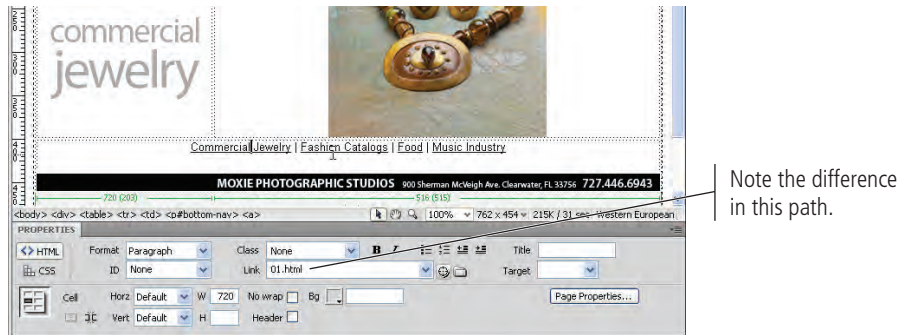 commercial
jewelry
Commercial Jewelry | Fashion Catalogs | Food | Music Industry
MOXIE PHOTOGRAPHIC STUDIOS 900 Sherman McVeigh Ave. Clearwater, FL 33756 727.446.6943
720 (203) 516 (515)
<body> <div> <table> <tr> <td> <p#bottom-nav> <a> 100% 762 x 454 215K / 31 sec Western European
PROPERTIES
<> HTML Format Paragraph Class None B I Title
CSS ID None Link 01.html Target
Cell Horz Default W 720 No wrap Bg Page Properties...
Vert Default H Header
Note the difference
in this path.